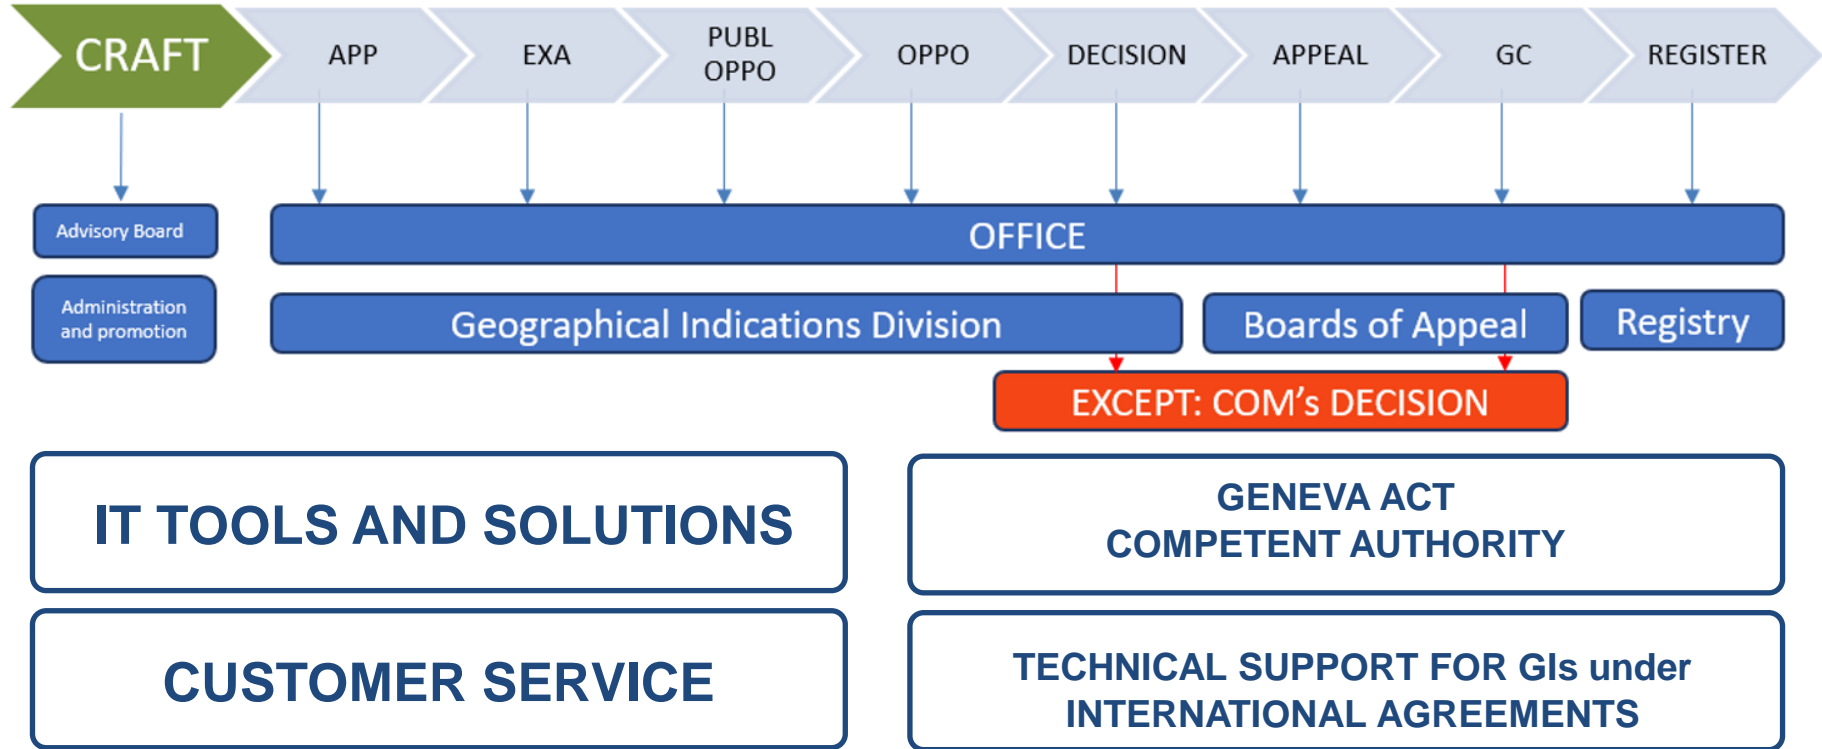 CRAFT
APP
EXA
PUBL
OPPO
OPPO
DECISION
APPEAL
GC
REGISTER
Advisory Board
OFFICE
Administration
and promotion
Geographical Indications Division
Boards of Appeal
Registry
EXCEPT: COM's DECISION
IT TOOLS AND SOLUTIONS
GENEVA ACT
COMPETENT AUTHORITY
CUSTOMER SERVICE
TECHNICAL SUPPORT FOR GIs under
INTERNATIONAL AGREEMENTS